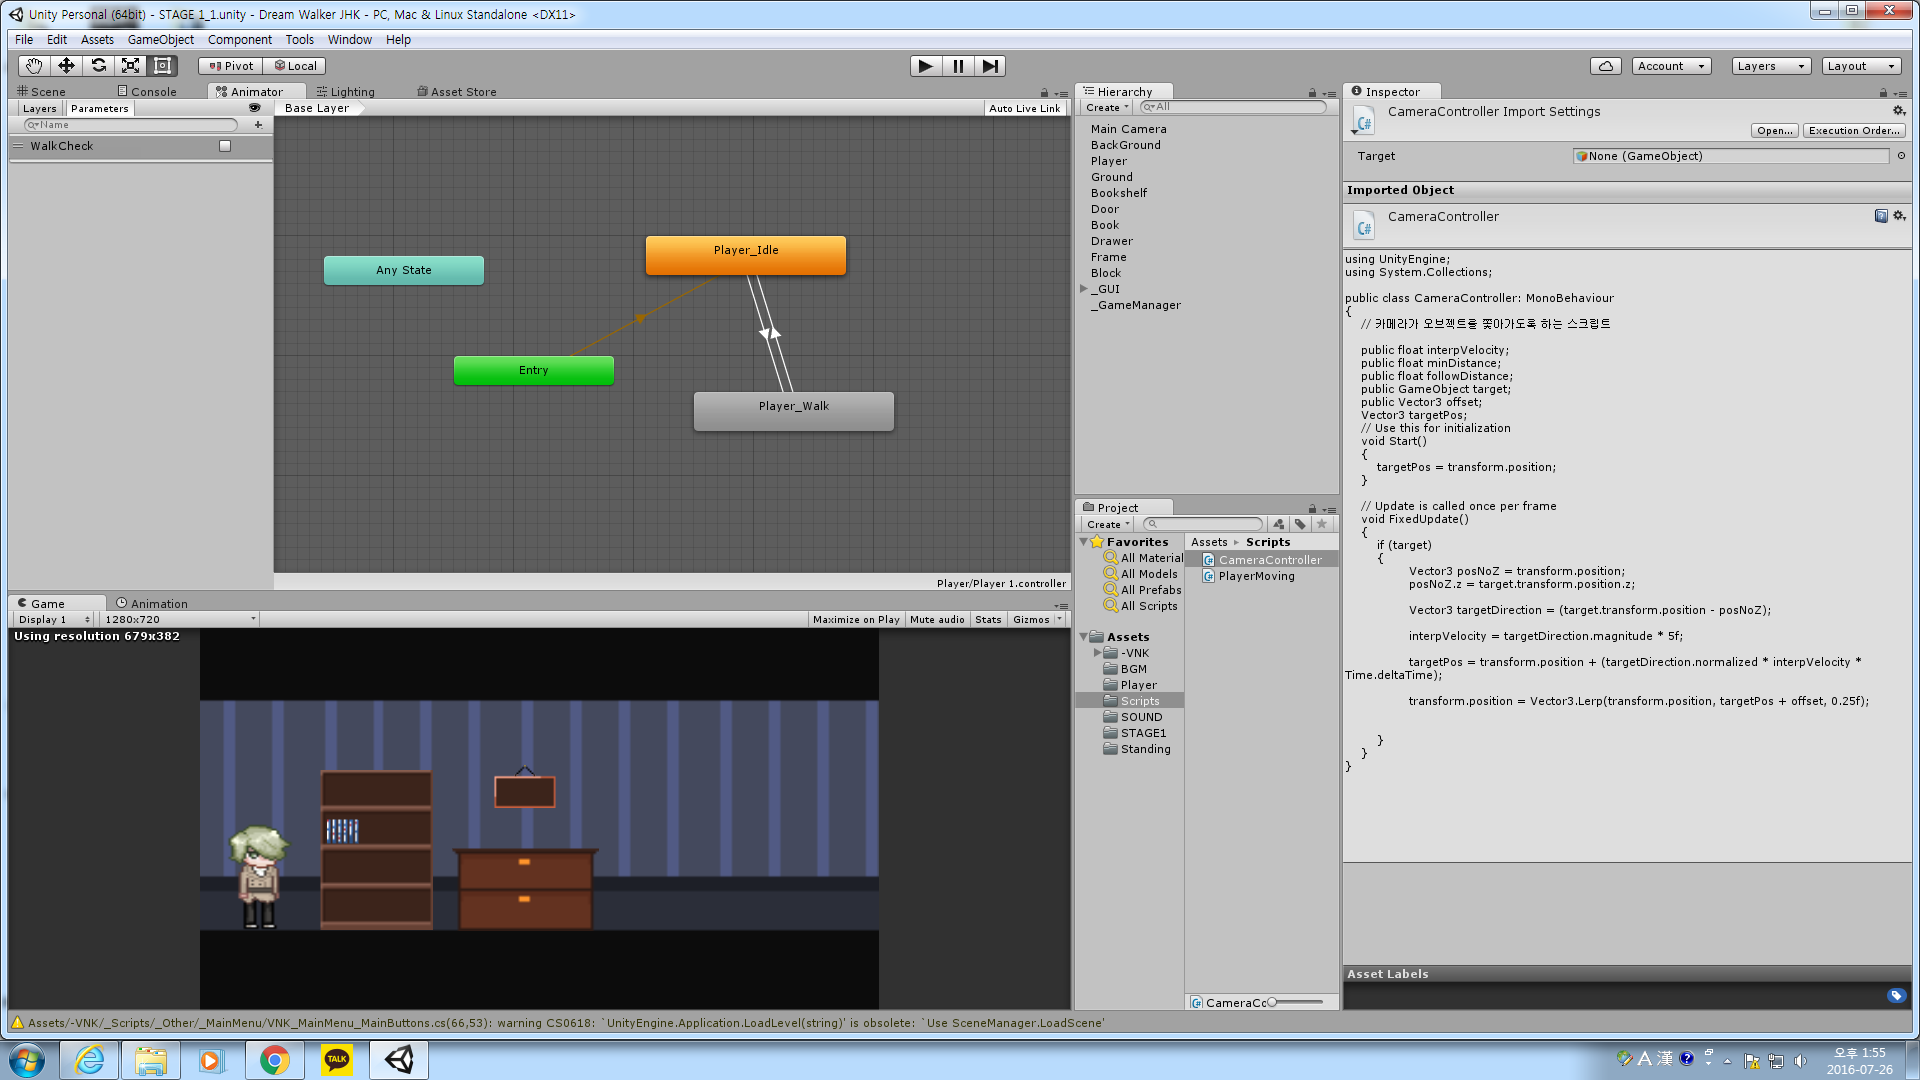 Unity Personal (64bit) - STAGE 1_1.unity - Dream Walker JHK - PC, Mac & Linux Standalone <DX11>
File Edit Assets GameObject Component Tools Window Help
Pivot Local
Account Layers Layout
Scene Console Animator Lighting Asset Store
Layers Parameters
Base Layer
Auto Live Link
Name
WalkCheck
Any State
Player_Idle
Entry
Player_Walk
Player/Player 1.controller
Game Animation
Display 1 1280x720
Maximize on Play Mute audio Stats Gizmos
Using resolution 679x382
Hierarchy
Create All
Main Camera
BackGround
Player
Ground
Bookshelf
Door
Book
Drawer
Frame
Block
_GUI
_GameManager
Project
Create
Favorites
All Material
All Models
All Prefabs
All Scripts
Assets
-VNK
BGM
Player
Scripts
SOUND
STAGE1
Standing
Assets Scripts
CameraController
PlayerMoving
CameraCo
Inspector
CameraController Import Settings
Open... Execution Order...
Target None (GameObject)
Imported Object
CameraController
using UnityEngine;
using System.Collections;
public class CameraController: MonoBehaviour
{
// 카메라가 오브젝트를 쫓아가도록 하는 스크립트
public float interpVelocity;
public float minDistance;
public float followDistance;
public GameObject target;
public Vector3 offset;
Vector3 targetPos;
// Use this for initialization
void Start()
{
targetPos = transform.position;
}
// Update is called once per frame
void FixedUpdate()
{
if (target)
{
Vector3 posNoZ = transform.position;
posNoZ.z = target.transform.position.z;
Vector3 targetDirection = (target.transform.position - posNoZ);
interpVelocity = targetDirection.magnitude * 5f;
targetPos = transform.position + (targetDirection.normalized * interpVelocity *
Time.deltaTime);
transform.position = Vector3.Lerp(transform.position, targetPos + offset, 0.25f);
}
}
}
Asset Labels
Assets/-VNK/_Scripts/_Other/_MainMenu/VNK_MainMenu_MainButtons.cs(66,53): warning CS0618: `UnityEngine.Application.LoadLevel(string)' is obsolete: `Use SceneManager.LoadScene'
TALK
A 漢
오후 1:55
2016-07-26